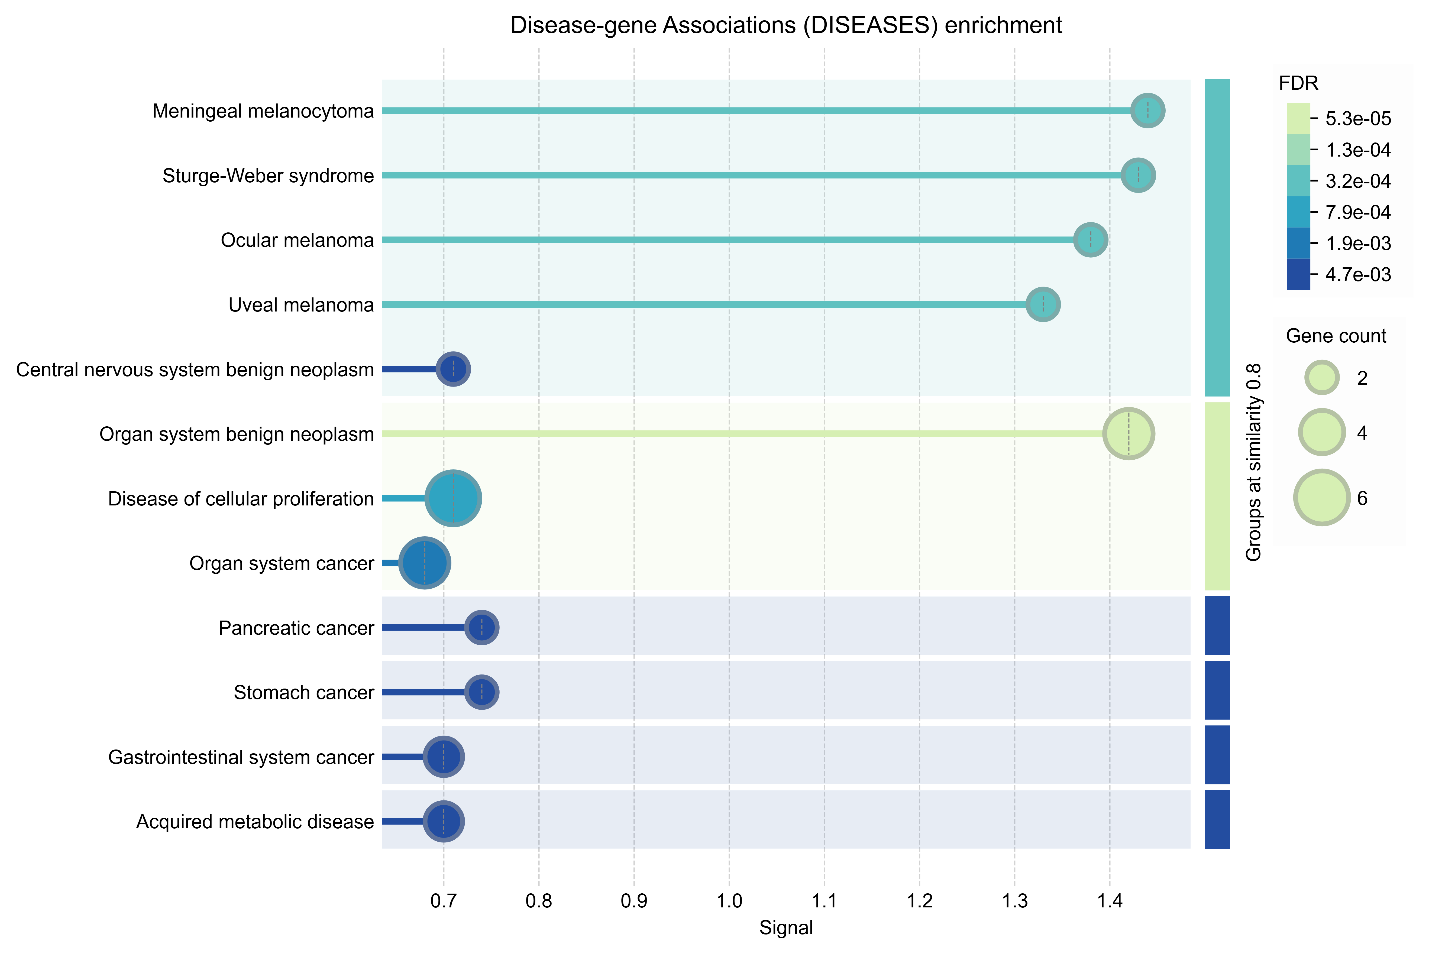 Disease-gene Associations (DISEASES) enrichment
Meningeal melanocytoma
Sturge-Weber syndrome
Ocular melanoma
Uveal melanoma
Central nervous system benign neoplasm
Organ system benign neoplasm
Disease of cellular proliferation
Organ system cancer
Pancreatic cancer
Stomach cancer
Gastrointestinal system cancer
Acquired metabolic disease
0.7 0.8 0.9 1.0 1.1 1.2 1.3 1.4
Signal
Groups at similarity 0.8
FDR
5.3e-05
1.3e-04
3.2e-04
7.9e-04
1.9e-03
4.7e-03
Gene count
2
4
6